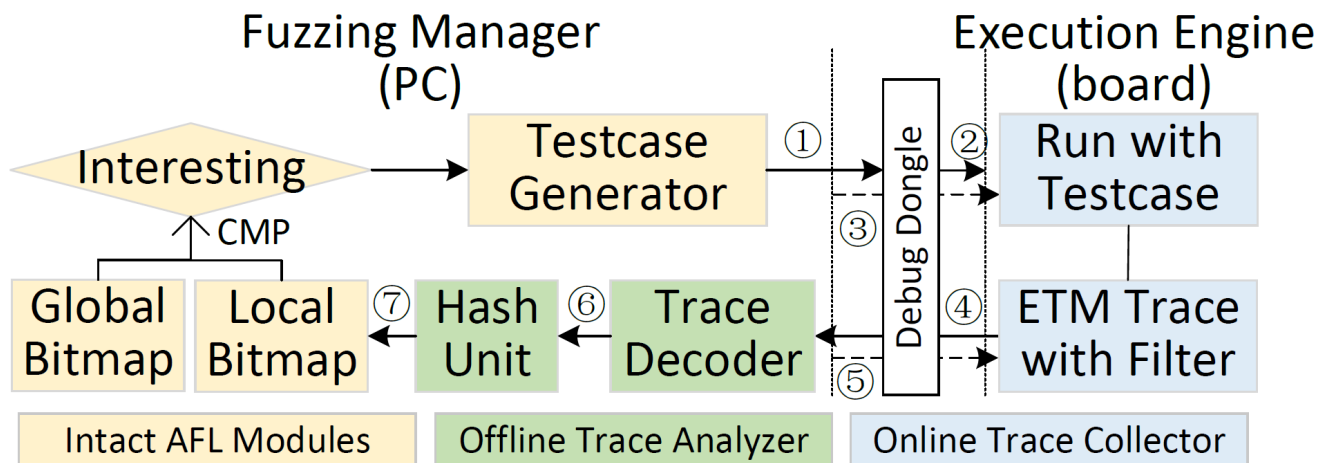 Fuzzing Manager
(PC)
Execution Engine
(board)
Interesting
Testcase
Generator
①
Debug Dongle
②
Run with
Testcase
CMP
③
Global
Bitmap
Local
Bitmap
⑦
Hash
Unit
⑥
Trace
Decoder
④
⑤
ETM Trace
with Filter
Intact AFL Modules
Offline Trace Analyzer
Online Trace Collector